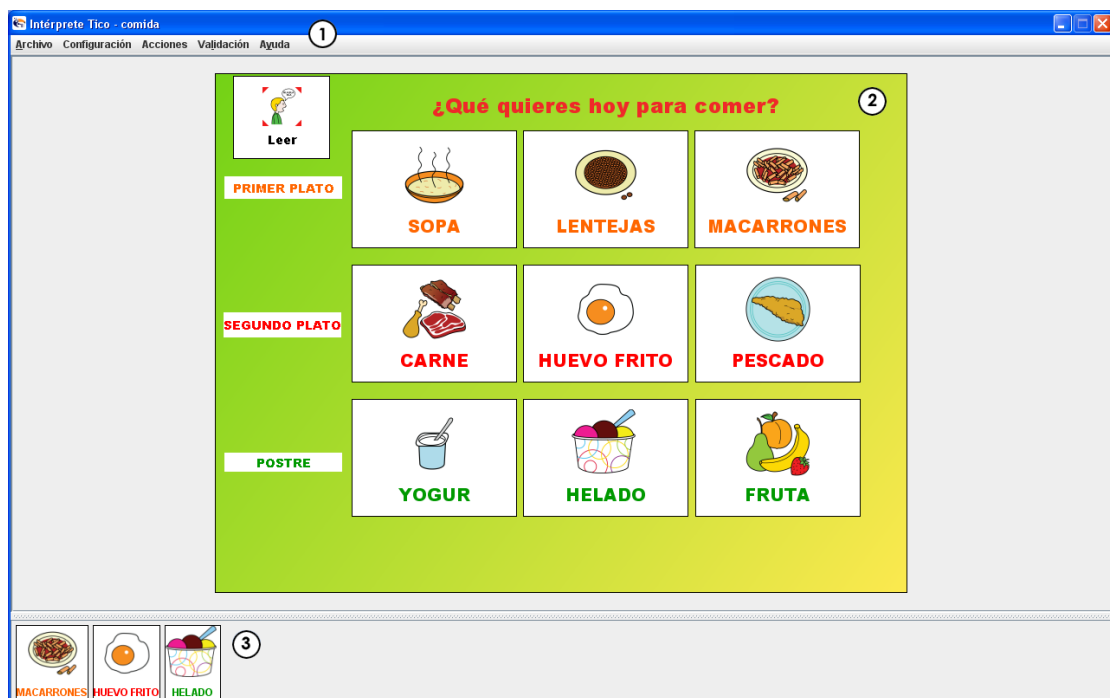 Intérprete Tico - comida
Archivo Configuración Acciones Validación Ayuda
1
¿Qué quieres hoy para comer?
2
Leer
PRIMER PLATO
SOPA LENTEJAS MACARRONES
SEGUNDO PLATO
CARNE HUEVO FRITO PESCADO
POSTRE
YOGUR HELADO FRUTA
3
MACARRONES HUEVO FRITO HELADO